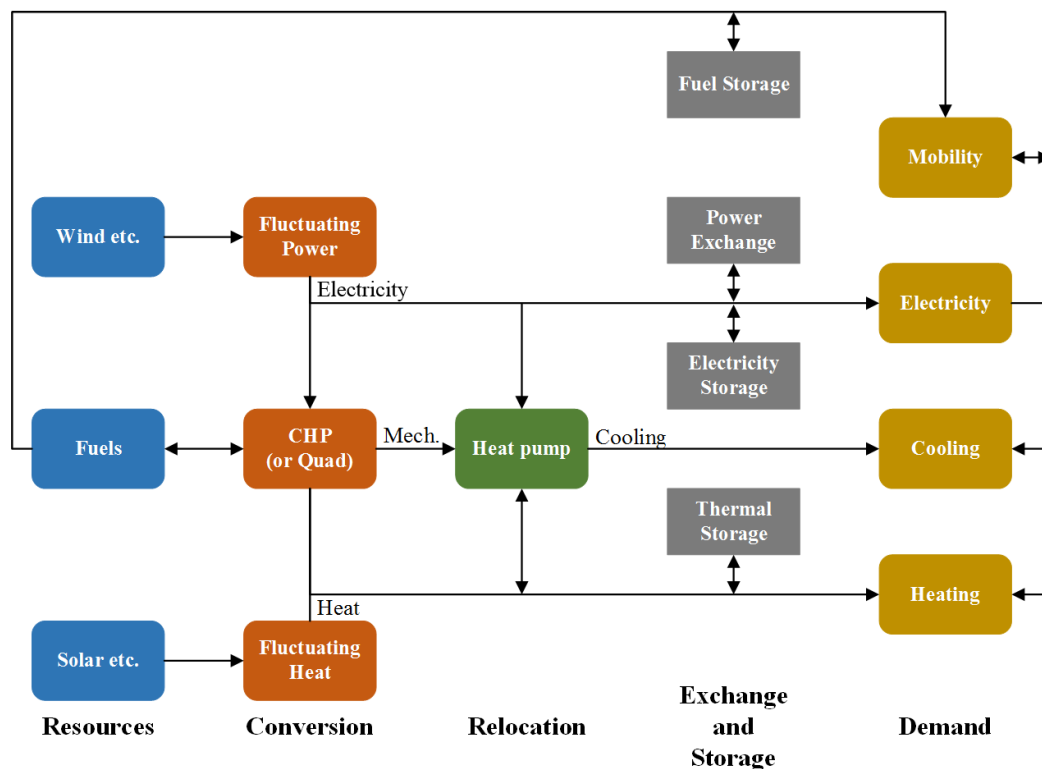 Fuel Storage
Mobility
Wind etc.
Fluctuating
Power
Power
Exchange
Electricity
Electricity
Electricity
Storage
Fuels
CHP
(or Quad)
Mech.
Heat pump
Cooling
Cooling
Thermal
Storage
Heat
Heating
Solar etc.
Fluctuating
Heat
Resources
Conversion
Relocation
Exchange
and
Storage
Demand